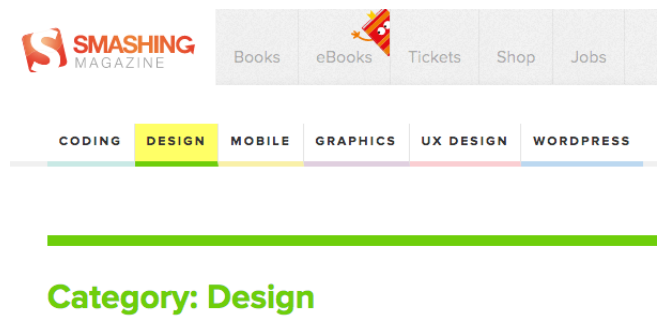 SMASHING
MAGAZINE
Books eBooks Tickets Shop Jobs
CODING DESIGN MOBILE GRAPHICS UX DESIGN WORDPRESS
Category: Design